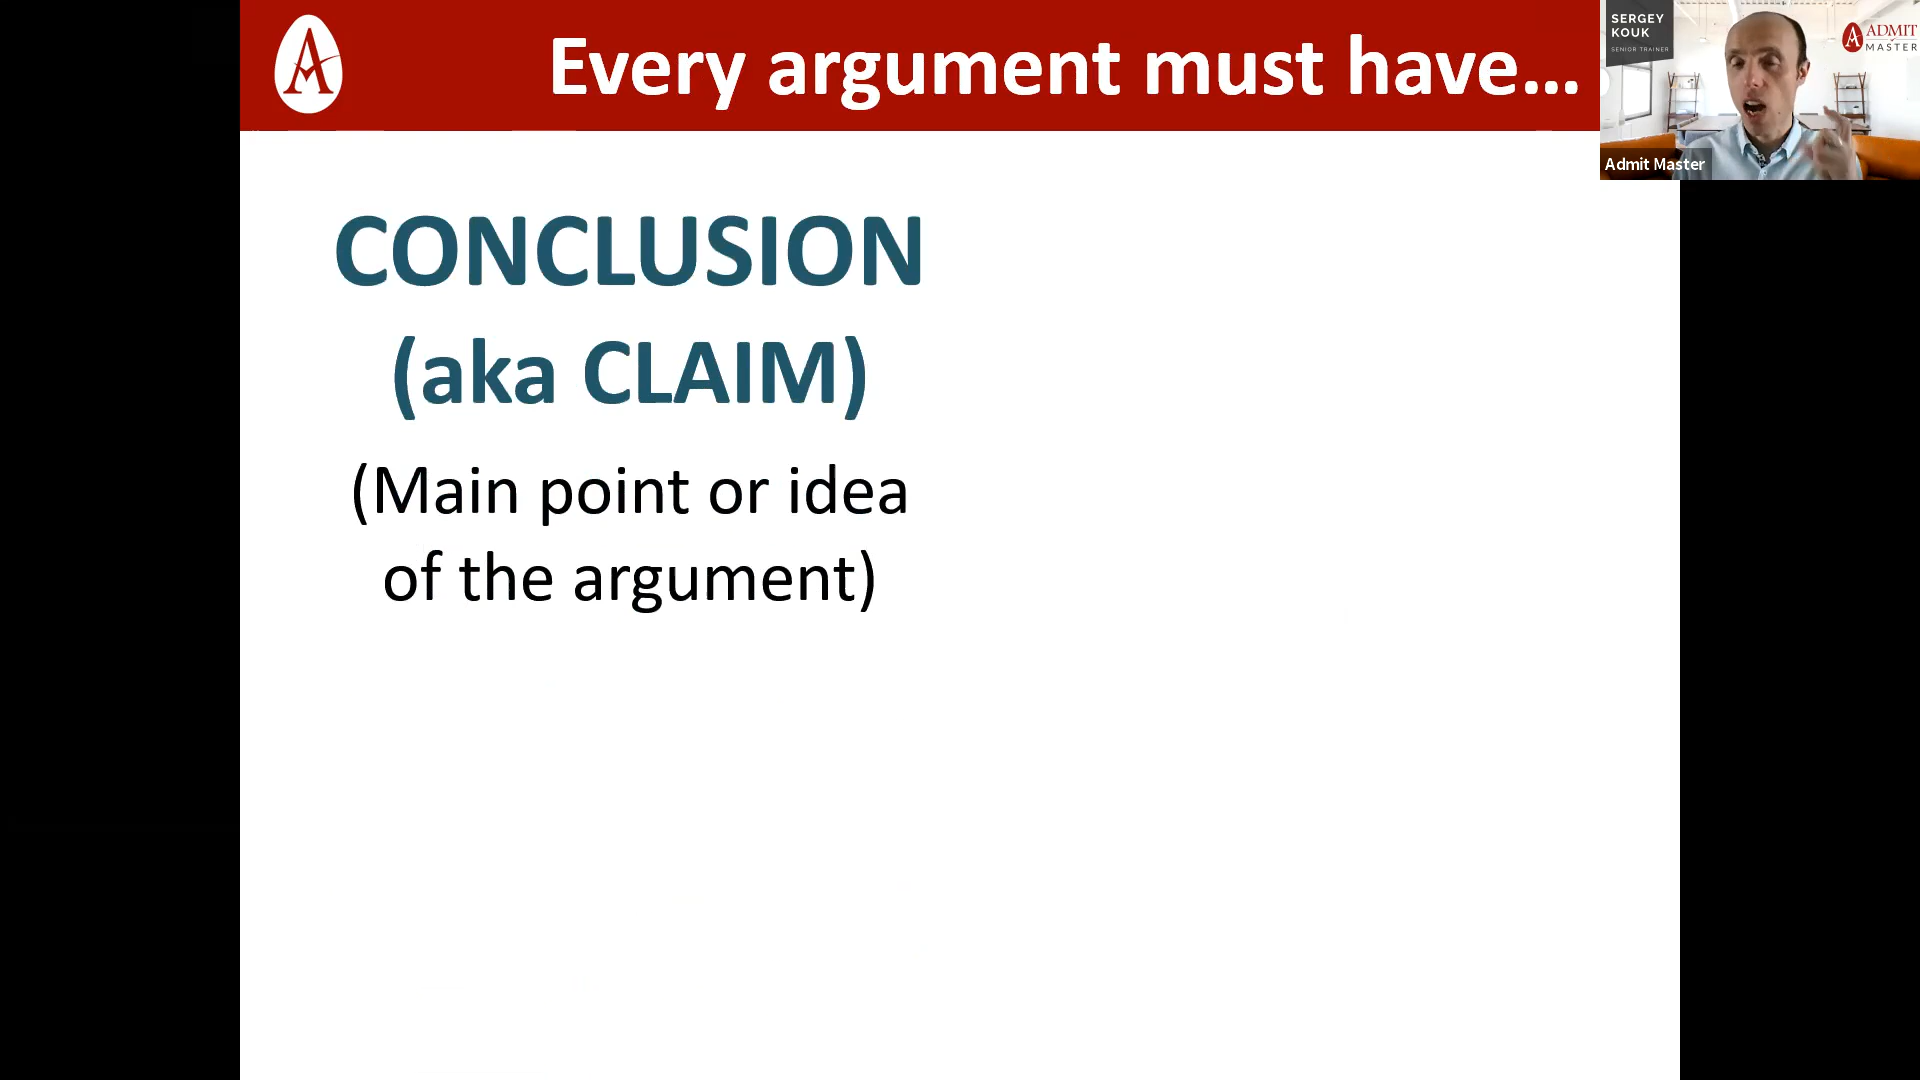 Every argument must have...
CONCLUSION
(aka CLAIM)
(Main point or idea
of the argument)
SERGEY
KOUK
SENIOR TRAINER
ADMIT
MASTER
Admit Master